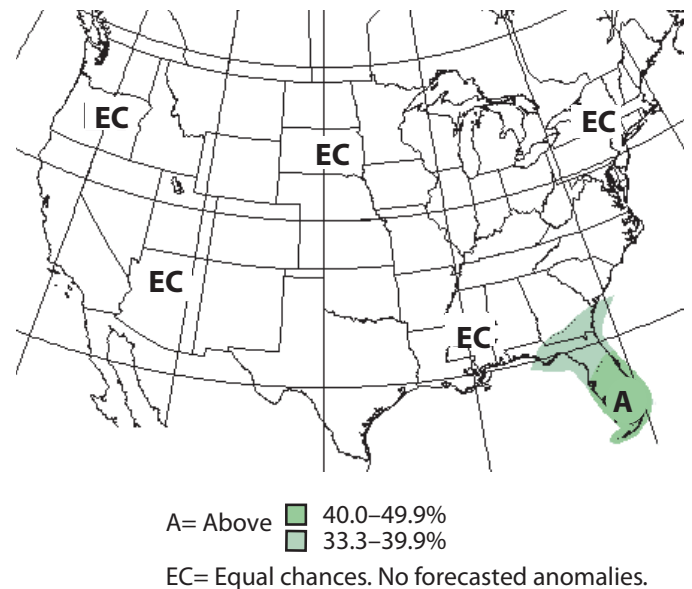 EC
EC
EC
EC
EC
A
A= Above 40.0–49.9%
33.3–39.9%
EC= Equal chances. No forecasted anomalies.